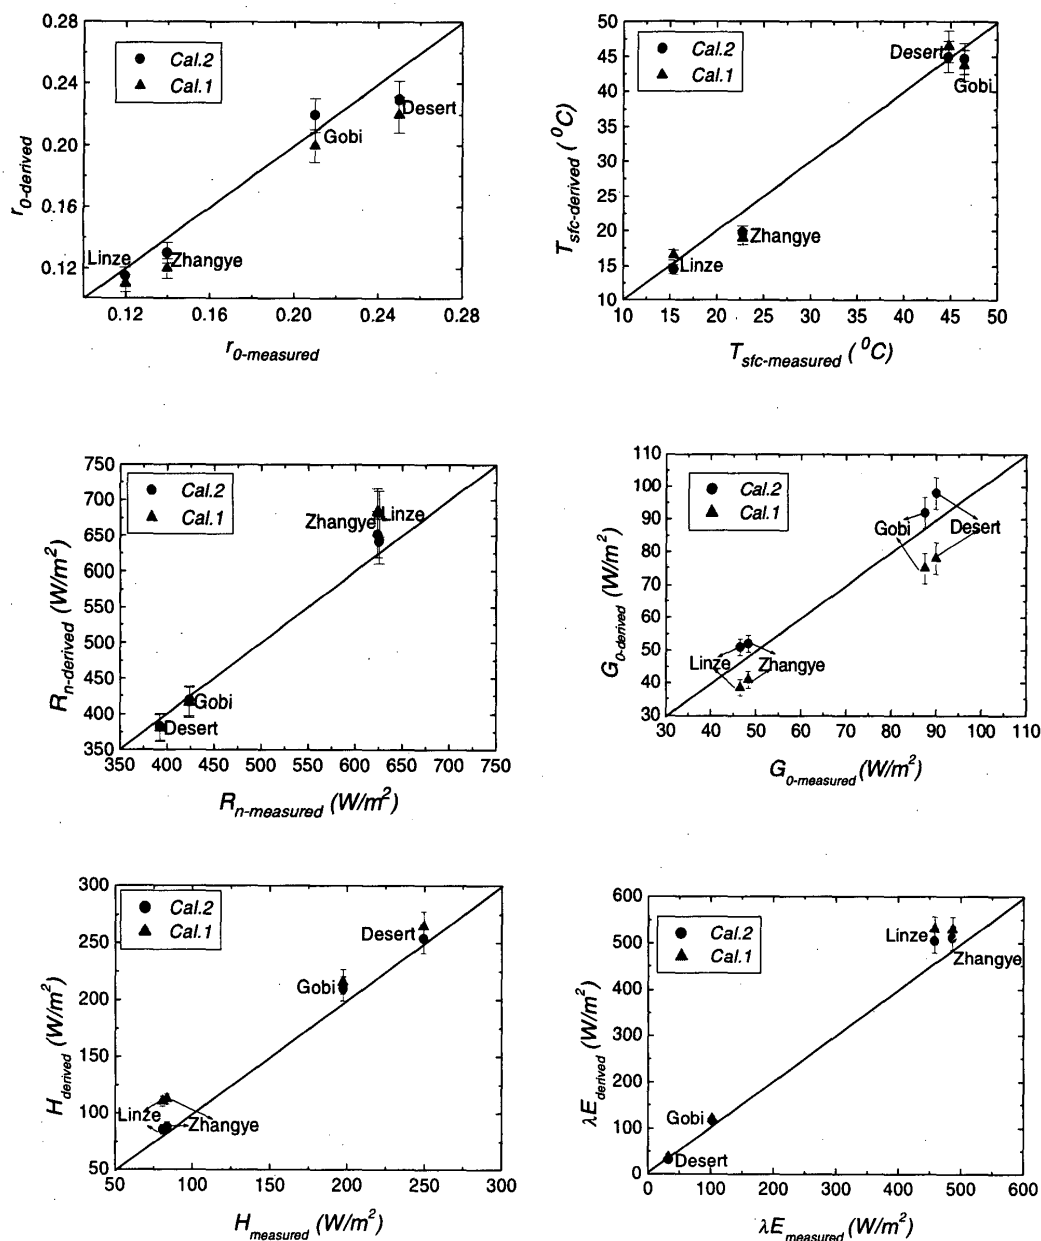 0.28
0.24
0.20
0.16
0.12
r0-derived
Cal.2
Cal.1
Desert
Gobi
Linze
Zhangye
0.12 0.16 0.20 0.24 0.28
r0-measured
50
45
40
35
30
25
20
15
10
Tsfc-derived (⁰C)
Cal.2
Cal.1
Desert
Gobi
Zhangye
Linze
10 15 20 25 30 35 40 45 50
Tsfc-measured (⁰C)
750
700
650
600
550
500
450
400
350
Rn-derived (W/m²)
Cal.2
Cal.1
Zhangye Linze
Gobi
Desert
350 400 450 500 550 600 650 700 750
Rn-measured (W/m²)
110
100
90
80
70
60
50
40
30
G0-derived (W/m²)
Cal.2
Cal.1
Gobi Desert
Linze Zhangye
30 40 50 60 70 80 90 100 110
G0-measured (W/m²)
300
250
200
150
100
50
Hderived (W/m²)
Cal.2
Cal.1
Desert
Gobi
Linze Zhangye
50 100 150 200 250 300
Hmeasured (W/m²)
600
500
400
300
200
100
0
λEderived (W/m²)
Cal.2
Cal.1
Linze
Zhangye
Gobi
Desert
0 100 200 300 400 500 600
λEmeasured (W/m²)